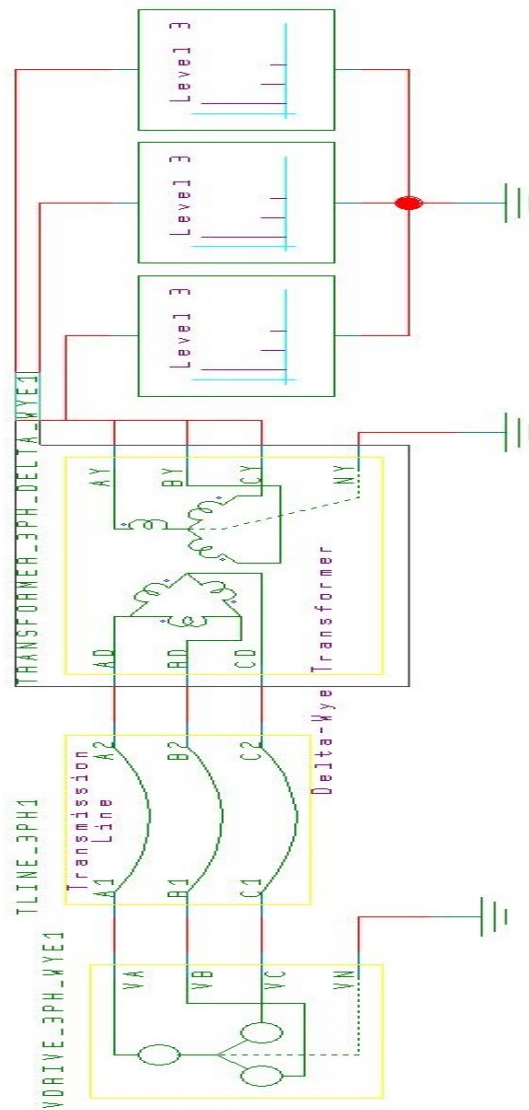 VDRIVE_3PH_WYE1
VA
VB
VC
VN
TLINE_3PH1
Transmission
Line
A1
B1
C1
A2
B2
C2
TRANSFORMER_3PH_DELTA_WYE1
AD
BD
CD
AY
BY
CY
NY
Delta-Wye Transformer
Level 3
Level 3
Level 3